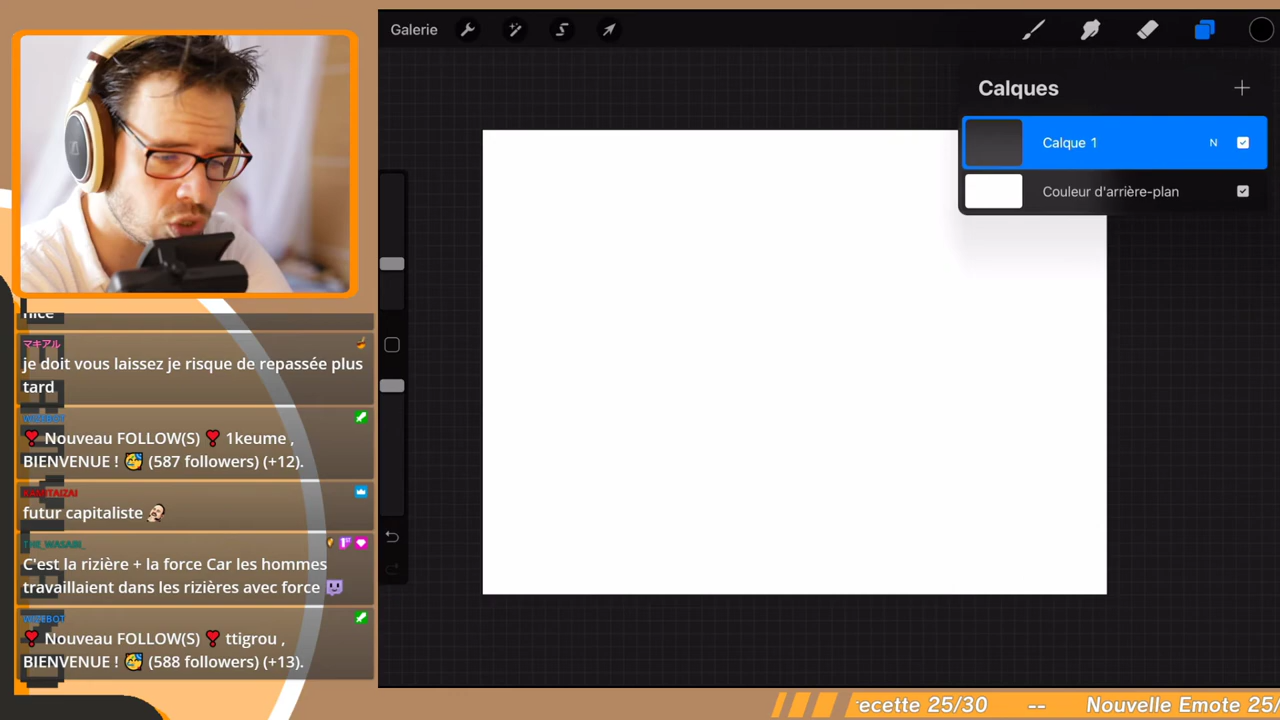 Galerie
Calques
Calque 1
N
Couleur d'arrière-plan
nice
マキアル
je doit vous laissez je risque de repassée plus
tard
WIZEBOT
❣ Nouveau FOLLOW(S) ❣ 1keume ,
BIENVENUE ! 🥳 (587 followers) (+12).
futur capitaliste
THE_WASABI_
C'est la rizière + la force Car les hommes
travaillaient dans les rizières avec force
WIZEBOT
❣ Nouveau FOLLOW(S) ❣ ttigrou ,
BIENVENUE ! 🥳 (588 followers) (+13).
ecette 25/30 -- Nouvelle Emote 25/